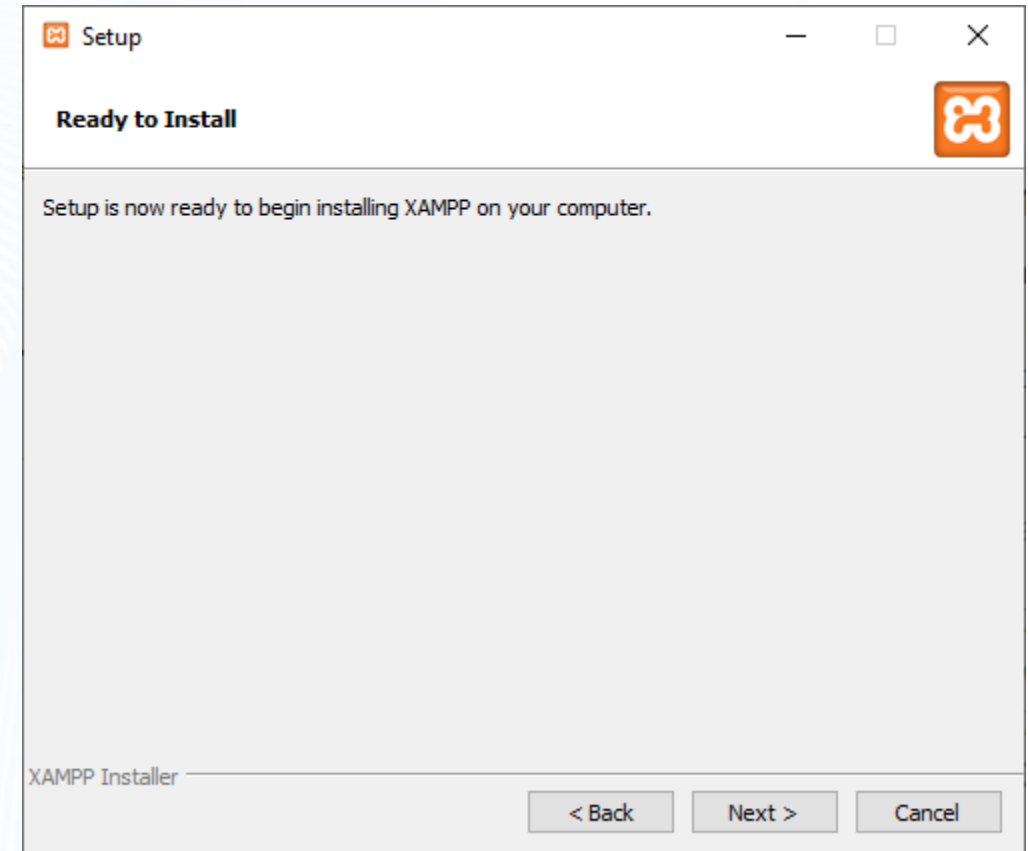 Setup
Ready to Install
Setup is now ready to begin installing XAMPP on your computer.
XAMPP Installer
< Back Next > Cancel